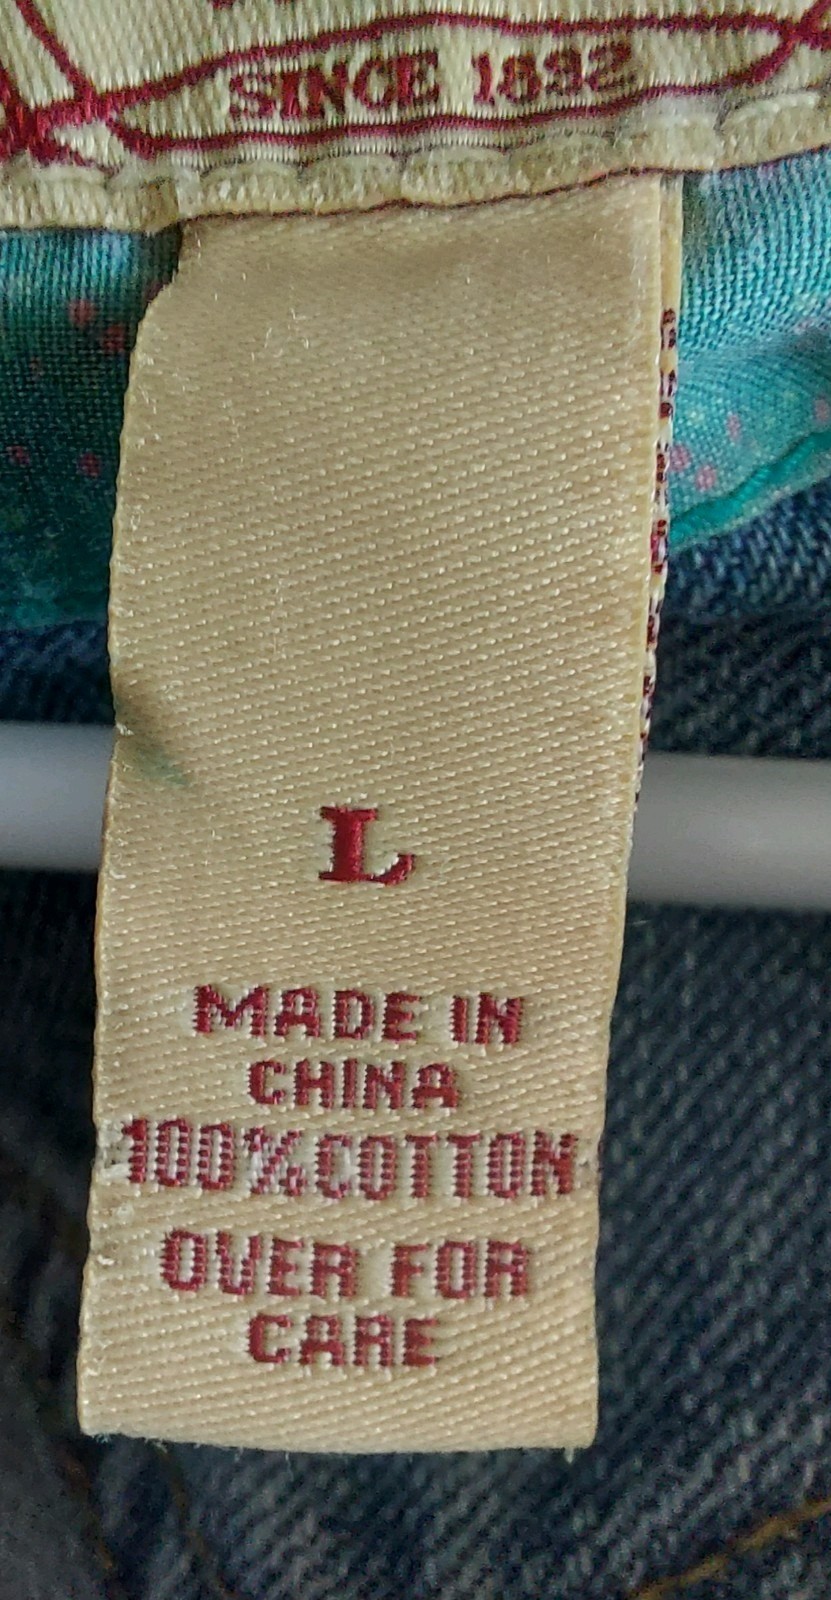 SINCE 1892
L
MADE IN
CHINA
100% COTTON
OVER FOR
CARE